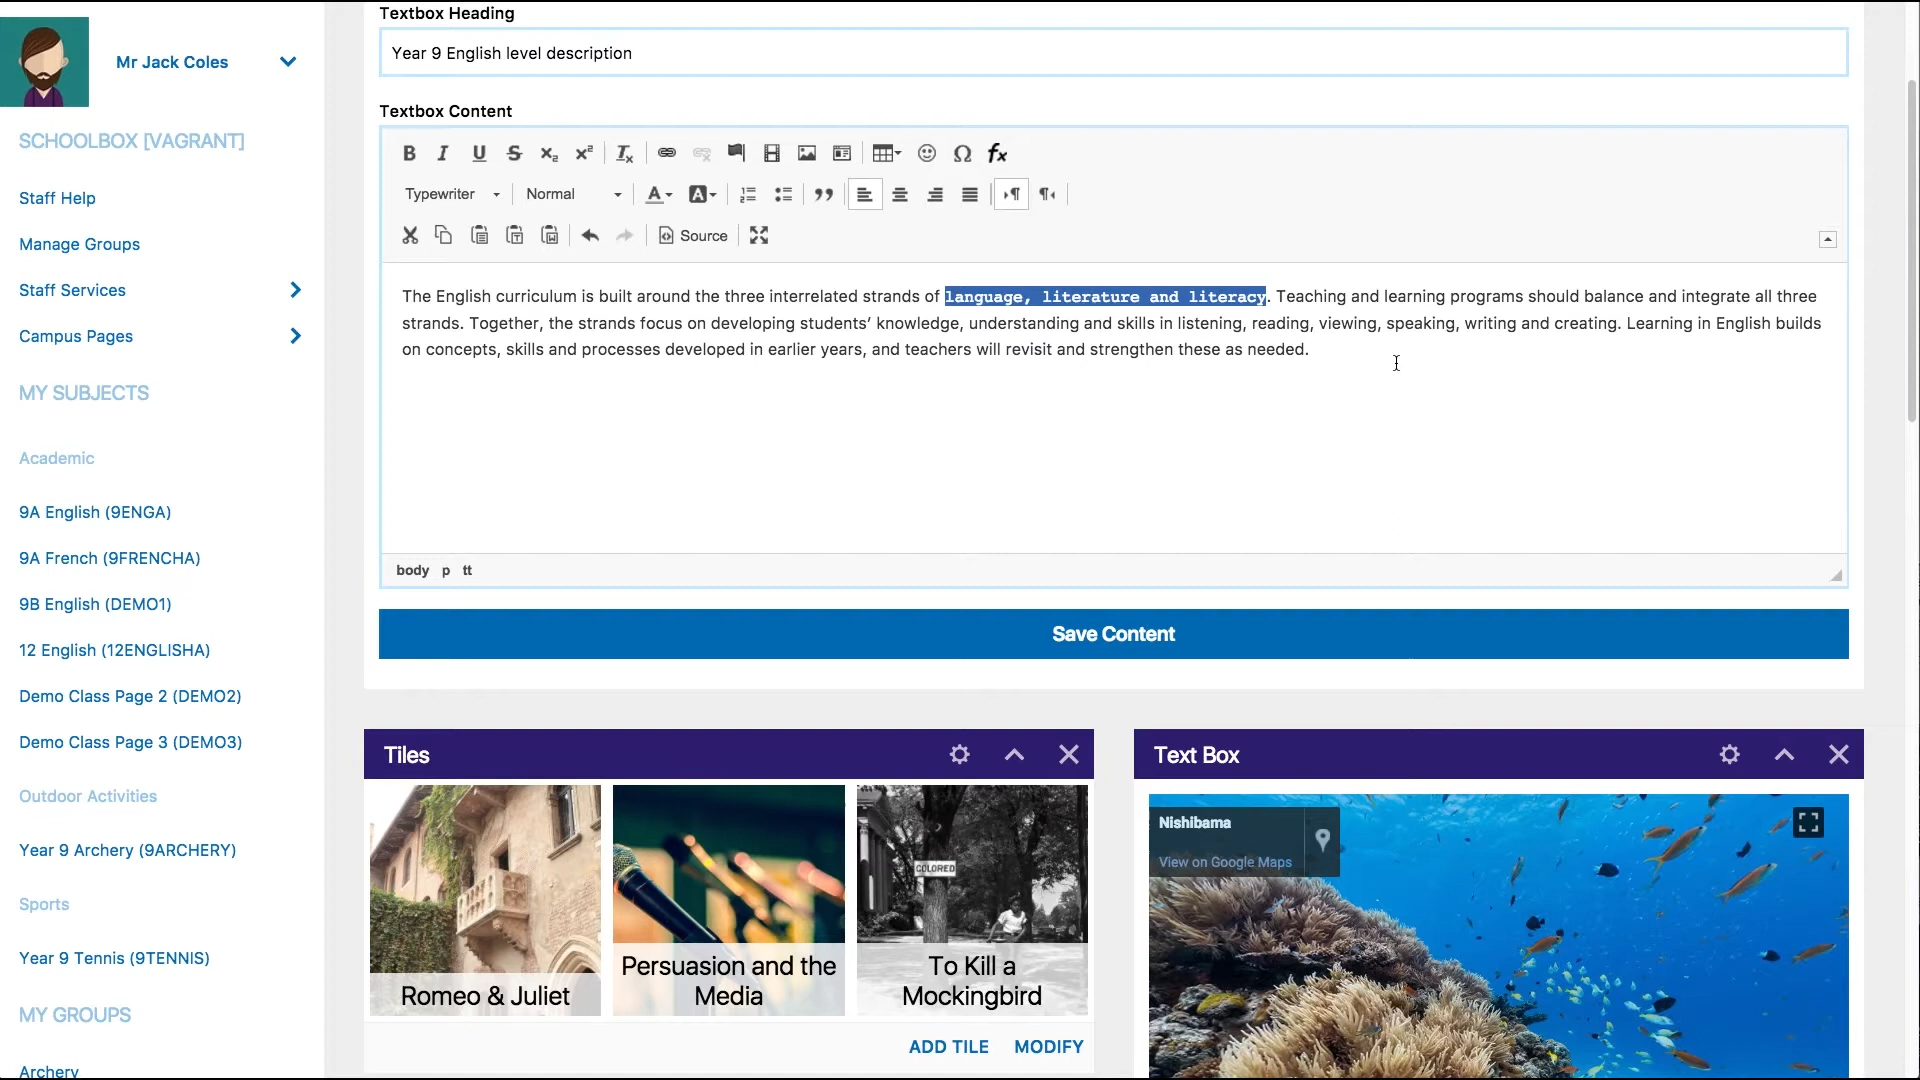 Mr Jack Coles
SCHOOLBOX [VAGRANT]
Staff Help
Manage Groups
Staff Services
Campus Pages
MY SUBJECTS
Academic
9A English (9ENGA)
9A French (9FRENCHA)
9B English (DEMO1)
12 English (12ENGLISHA)
Demo Class Page 2 (DEMO2)
Demo Class Page 3 (DEMO3)
Outdoor Activities
Year 9 Archery (9ARCHERY)
Sports
Year 9 Tennis (9TENNIS)
MY GROUPS
Archery
Textbox Heading
Year 9 English level description
Textbox Content
Typewriter
Normal
Source
The English curriculum is built around the three interrelated strands of language, literature and literacy. Teaching and learning programs should balance and integrate all three
strands. Together, the strands focus on developing students’ knowledge, understanding and skills in listening, reading, viewing, speaking, writing and creating. Learning in English builds
on concepts, skills and processes developed in earlier years, and teachers will revisit and strengthen these as needed.
body p tt
Save Content
Tiles
Romeo & Juliet
Persuasion and the
Media
COLORED
To Kill a
Mockingbird
ADD TILE MODIFY
Text Box
Nishibama
View on Google Maps